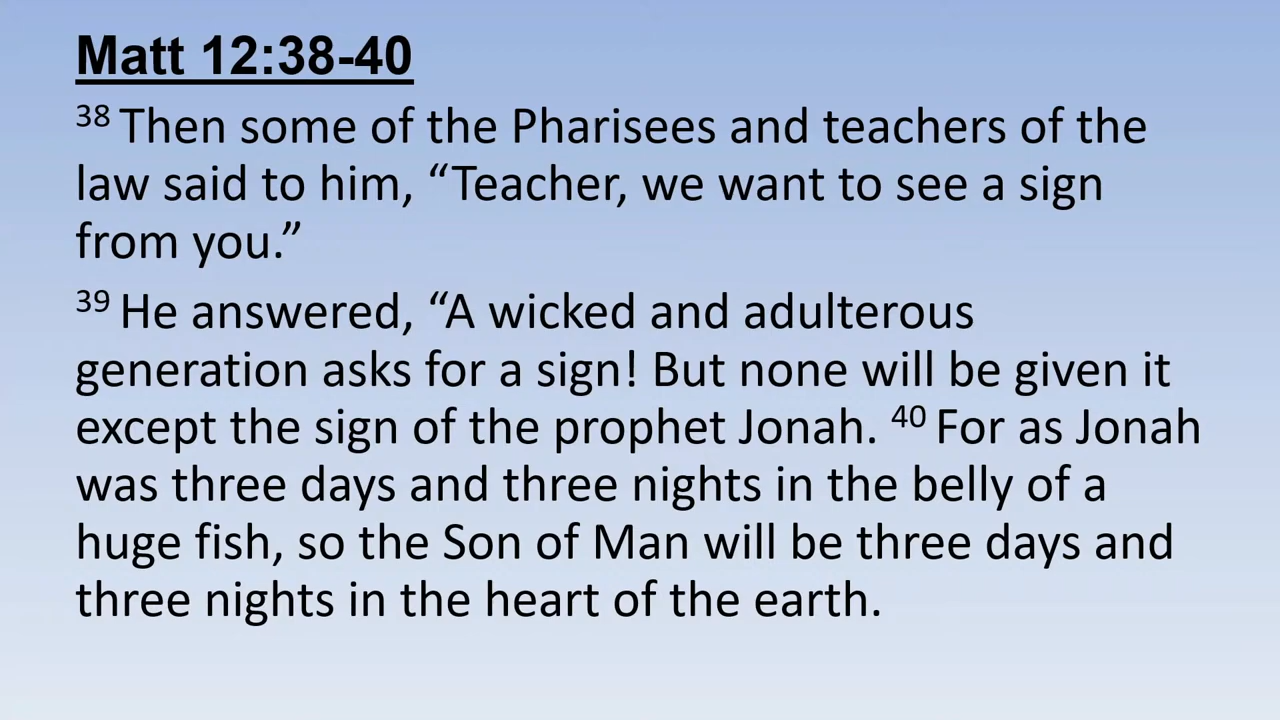 Matt 12:38-40
38 Then some of the Pharisees and teachers of the
law said to him, “Teacher, we want to see a sign
from you.”
39 He answered, “A wicked and adulterous
generation asks for a sign! But none will be given it
except the sign of the prophet Jonah. 40 For as Jonah
was three days and three nights in the belly of a
huge fish, so the Son of Man will be three days and
three nights in the heart of the earth.